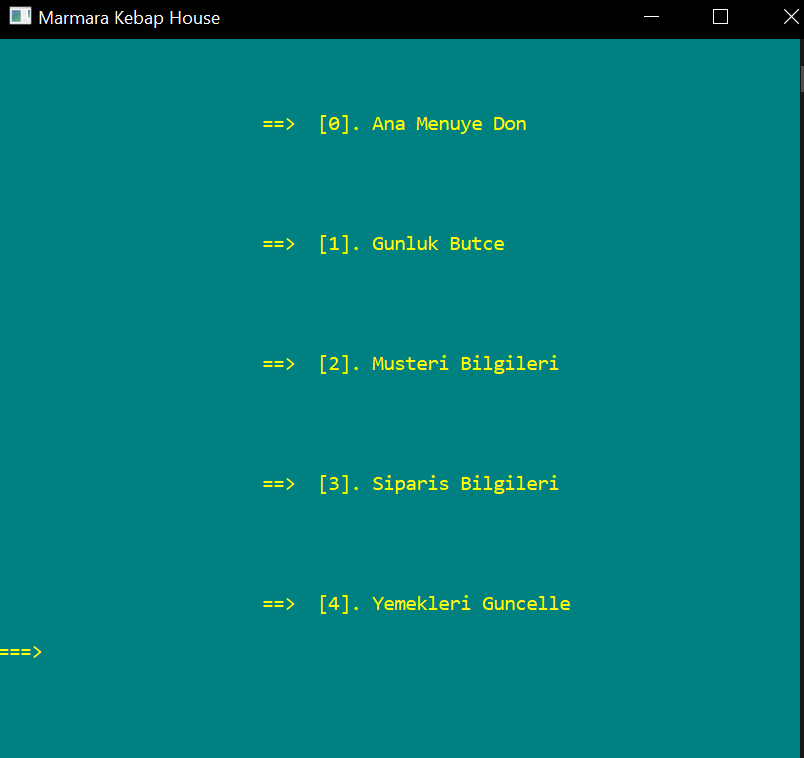 Marmara Kebap House
==> [0]. Ana Menuye Don
==> [1]. Gunluk Butce
==> [2]. Musteri Bilgileri
==> [3]. Siparis Bilgileri
==> [4]. Yemekleri Guncelle
===>